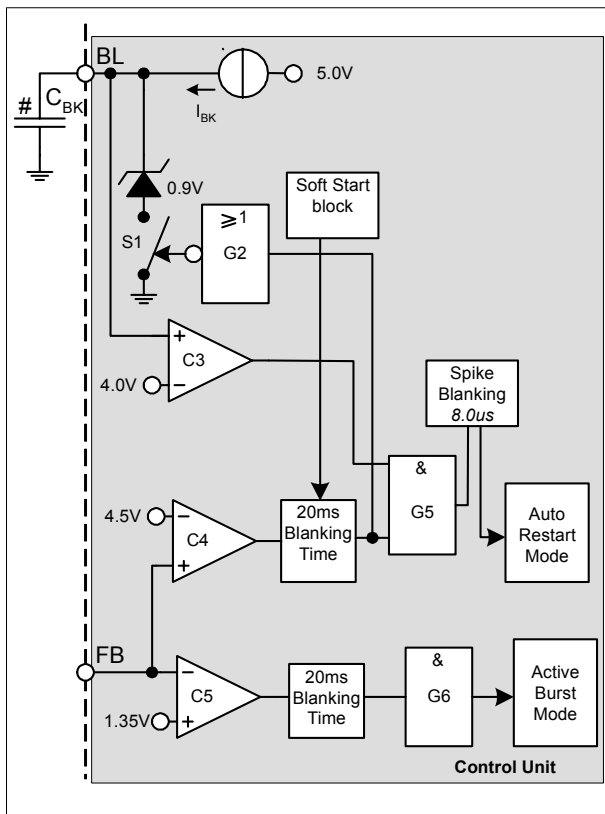 BL
5.0V
#
C_BK
I_BK
0.9V
Soft Start
block
S1
≥1
G2
C3
4.0V
Spike
Blanking
8.0us
&
G5
4.5V
C4
20ms
Blanking
Time
Auto
Restart
Mode
FB
C5
1.35V
20ms
Blanking
Time
&
G6
Active
Burst
Mode
Control Unit
+
-
-
+
-
+